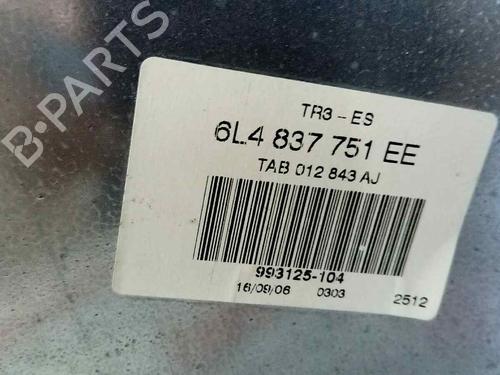 B-PARTS
TR3-ES
6L4 837 751 EE
TAB 012 843 AJ
993125-104
16/09/06 0303 2512